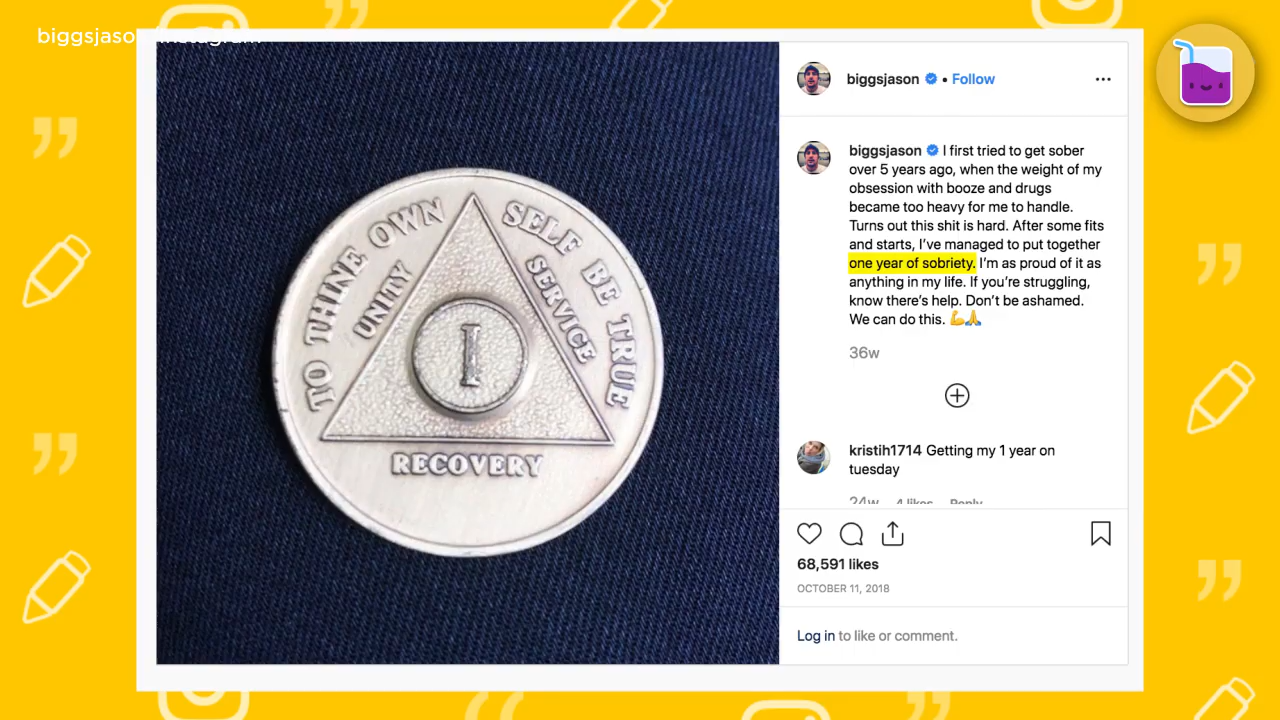 biggsjason/Instagram
TO THINE OWN SELF BE TRUE
UNITY
SERVICE
I
RECOVERY
biggsjason • Follow
biggsjason I first tried to get sober
over 5 years ago, when the weight of my
obsession with booze and drugs
became too heavy for me to handle.
Turns out this shit is hard. After some fits
and starts, I've managed to put together
one year of sobriety. I'm as proud of it as
anything in my life. If you're struggling,
know there's help. Don't be ashamed.
We can do this. 💪🙏
36w
kristih1714 Getting my 1 year on
tuesday
24w 4 likes Reply
68,591 likes
OCTOBER 11, 2018
Log in to like or comment.